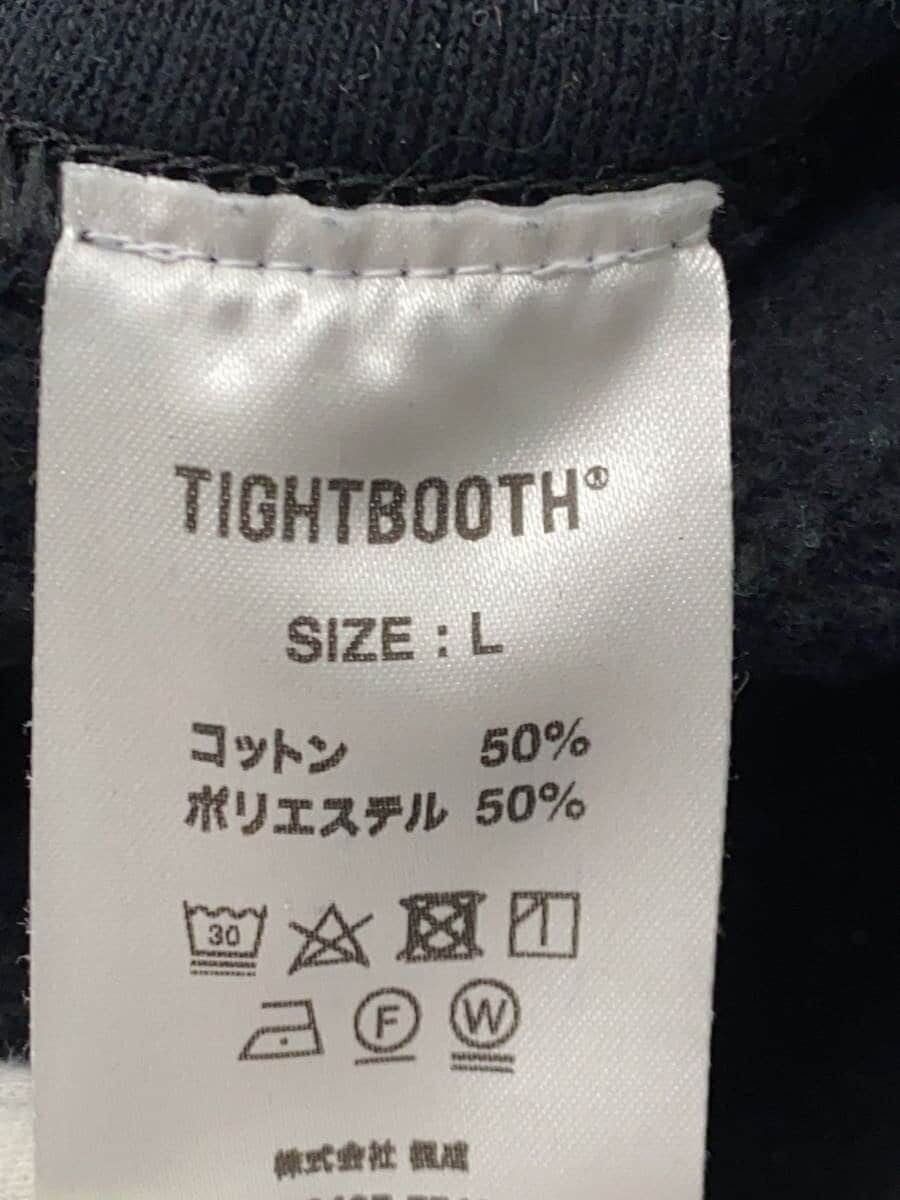 TIGHTBOOTH®
SIZE : L
コットン 50%
ポリエステル 50%
30
F
W
株式会社